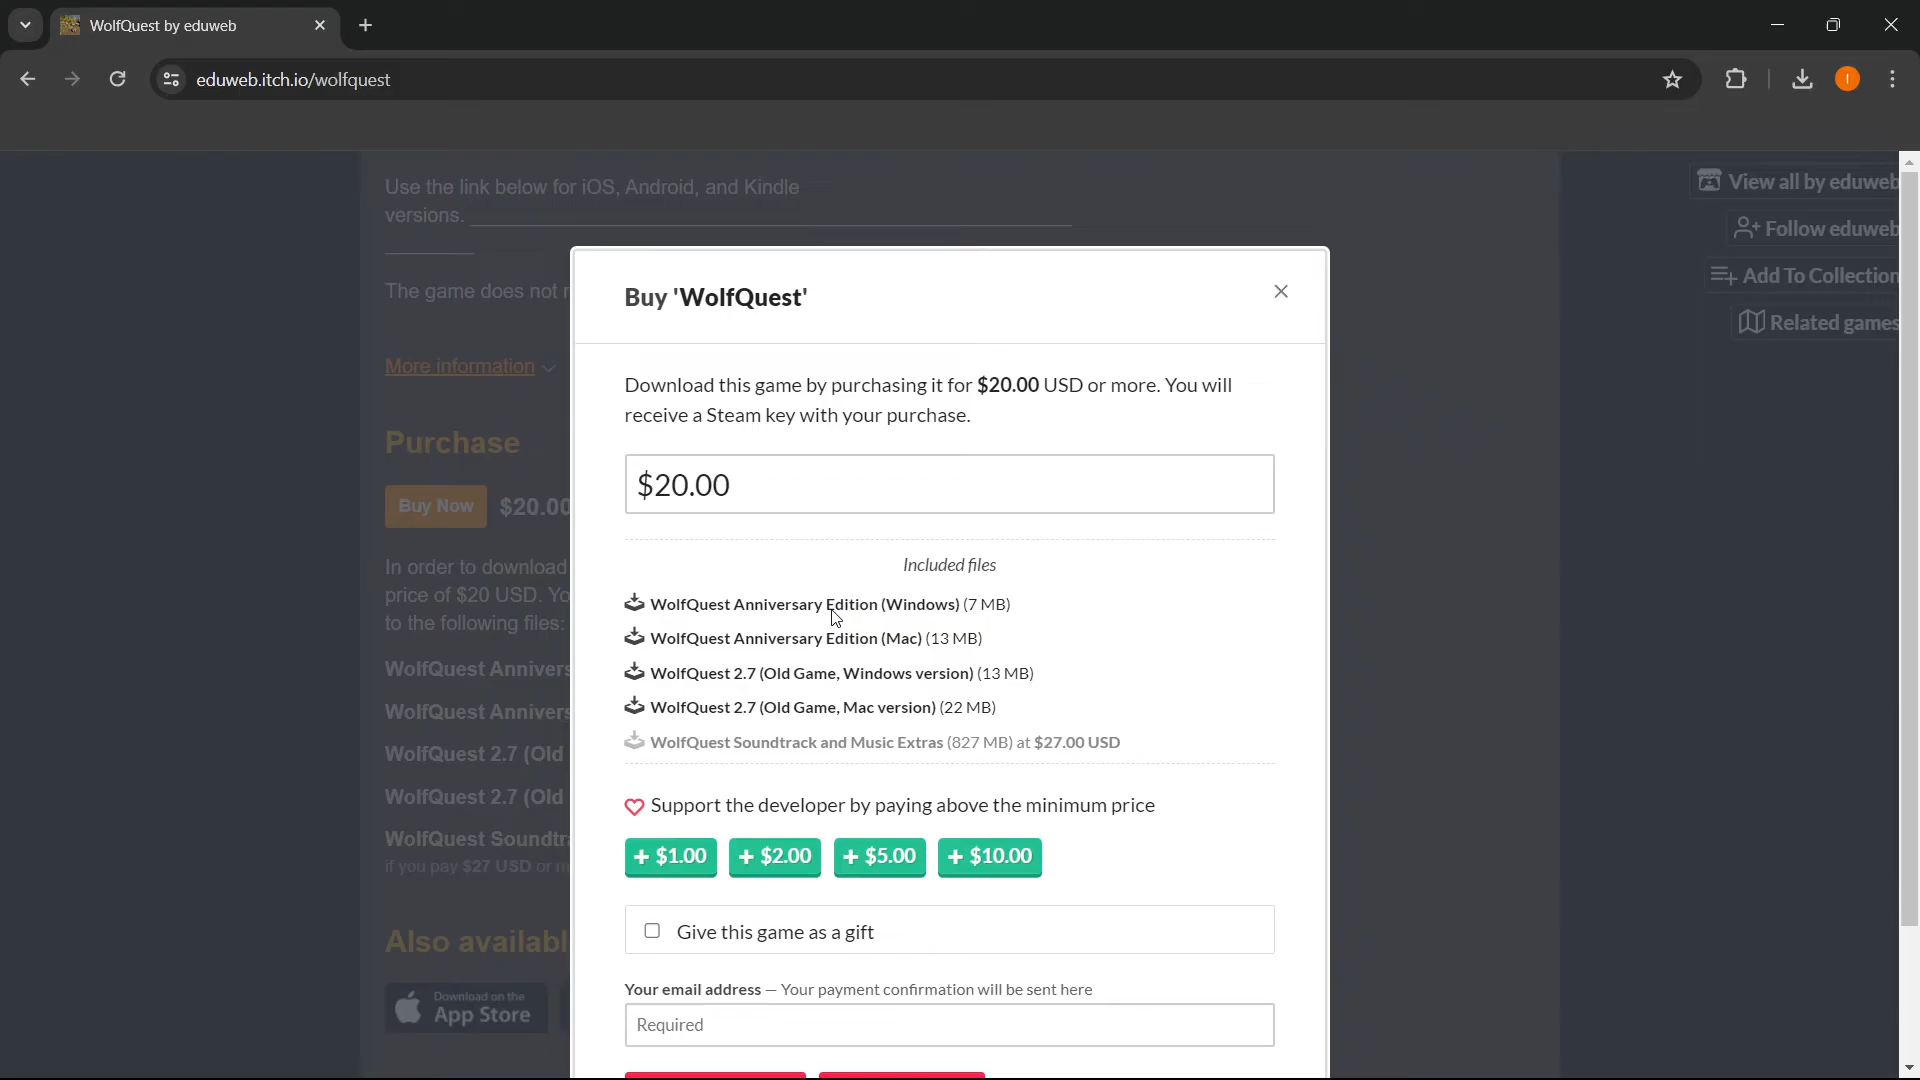 WolfQuest by eduweb
eduweb.itch.io/wolfquest
I
Use the link below for iOS, Android, and Kindle
versions.
The game does not r
More information
Purchase
Buy Now $20.00
In order to download
price of $20 USD. Yo
to the following files:
WolfQuest Annivers
WolfQuest Annivers
WolfQuest 2.7 (Old
WolfQuest 2.7 (Old
WolfQuest Soundtra
if you pay $27 USD or m
Also availabl
Download on the
App Store
View all by eduweb
Follow eduweb
Add To Collection
Related games
Buy 'WolfQuest'
Download this game by purchasing it for $20.00 USD or more. You will
receive a Steam key with your purchase.
$20.00
Included files
WolfQuest Anniversary Edition (Windows) (7 MB)
WolfQuest Anniversary Edition (Mac) (13 MB)
WolfQuest 2.7 (Old Game, Windows version) (13 MB)
WolfQuest 2.7 (Old Game, Mac version) (22 MB)
WolfQuest Soundtrack and Music Extras (827 MB) at $27.00 USD
Support the developer by paying above the minimum price
+ $1.00 + $2.00 + $5.00 + $10.00
Give this game as a gift
Your email address — Your payment confirmation will be sent here
Required